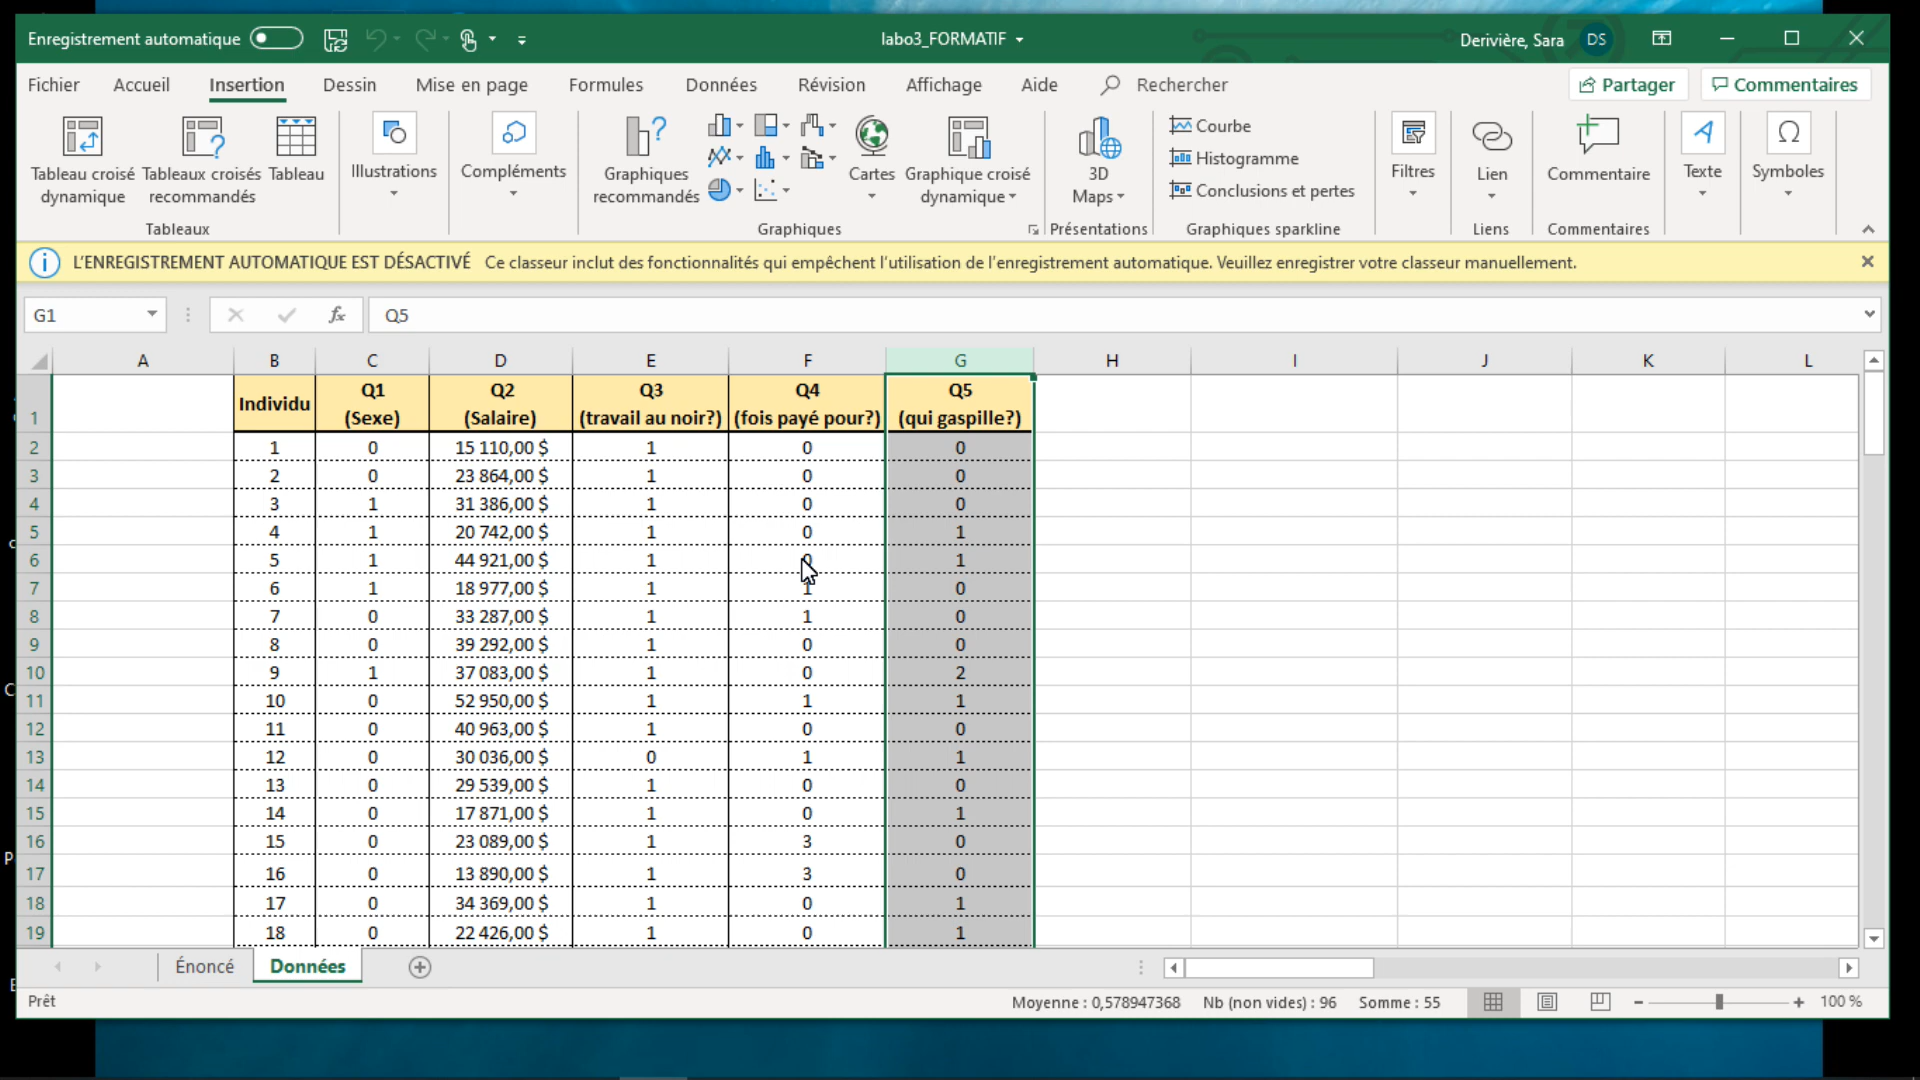 Enregistrement automatique
labo3_FORMATIF
Derivière, Sara
DS
Fichier Accueil Insertion Dessin Mise en page Formules Données Révision Affichage Aide Rechercher Partager Commentaires
Tableau croisé dynamique
Tableaux croisés recommandés
Tableau
Tableaux
Illustrations
Compléments
Graphiques recommandés
Cartes
Graphique croisé dynamique
Graphiques
3D Maps
Présentations
Courbe
Histogramme
Conclusions et pertes
Graphiques sparkline
Filtres
Lien
Liens
Commentaire
Commentaires
Texte
Symboles
L'ENREGISTREMENT AUTOMATIQUE EST DÉSACTIVÉ Ce classeur inclut des fonctionnalités qui empêchent l'utilisation de l'enregistrement automatique. Veuillez enregistrer votre classeur manuellement.
G1 fx Q5
A B C D E F G H I J K L
1 Individu Q1 (Sexe) Q2 (Salaire) Q3 (travail au noir?) Q4 (fois payé pour?) Q5 (qui gaspille?)
2 1 0 15 110,00 $ 1 0 0
3 2 0 23 864,00 $ 1 0 0
4 3 1 31 386,00 $ 1 0 0
5 4 1 20 742,00 $ 1 0 1
6 5 1 44 921,00 $ 1 0 1
7 6 1 18 977,00 $ 1 1 0
8 7 0 33 287,00 $ 1 1 0
9 8 0 39 292,00 $ 1 0 0
10 9 1 37 083,00 $ 1 0 2
11 10 0 52 950,00 $ 1 1 1
12 11 0 40 963,00 $ 1 0 0
13 12 0 30 036,00 $ 0 1 1
14 13 0 29 539,00 $ 1 0 0
15 14 0 17 871,00 $ 1 0 1
16 15 0 23 089,00 $ 1 3 0
17 16 0 13 890,00 $ 1 3 0
18 17 0 34 369,00 $ 1 0 1
19 18 0 22 426,00 $ 1 0 1
Énoncé Données
Prêt Moyenne : 0,578947368 Nb (non vides) : 96 Somme : 55 100 %